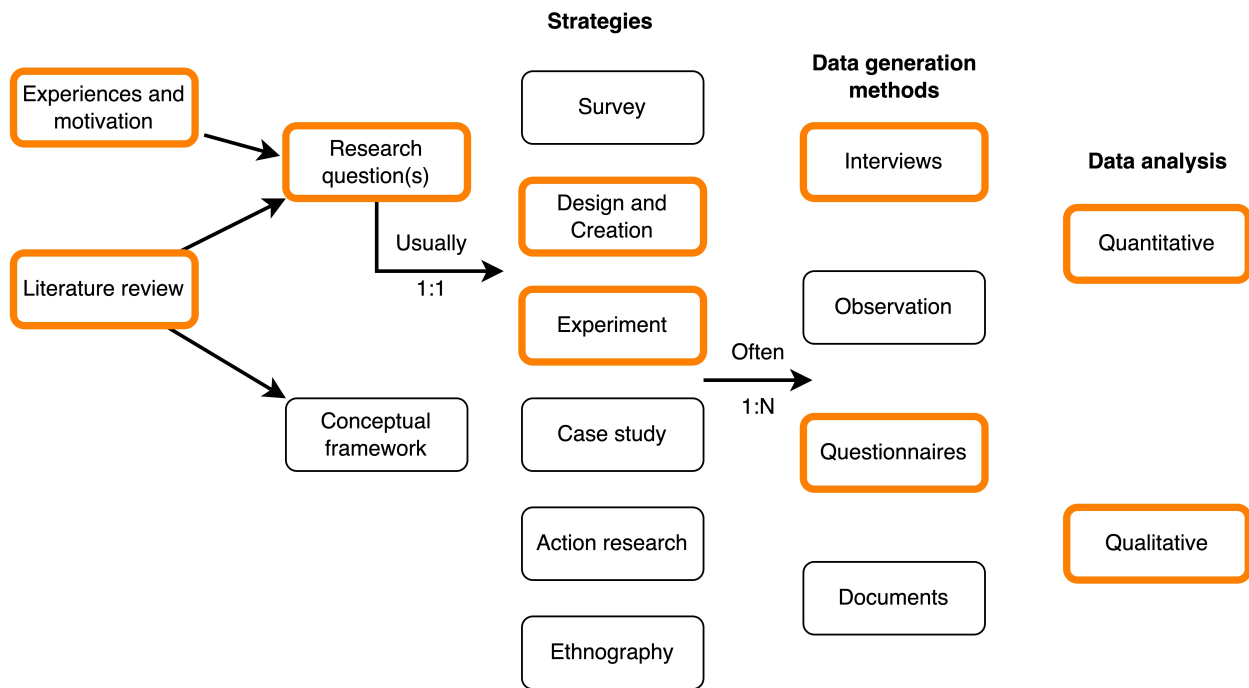 Strategies
Experiences and
motivation
Research
question(s)
Literature review
Usually
1:1
Conceptual
framework
Survey
Design and
Creation
Experiment
Case study
Action research
Ethnography
Often
1:N
Data generation
methods
Interviews
Observation
Questionnaires
Documents
Data analysis
Quantitative
Qualitative